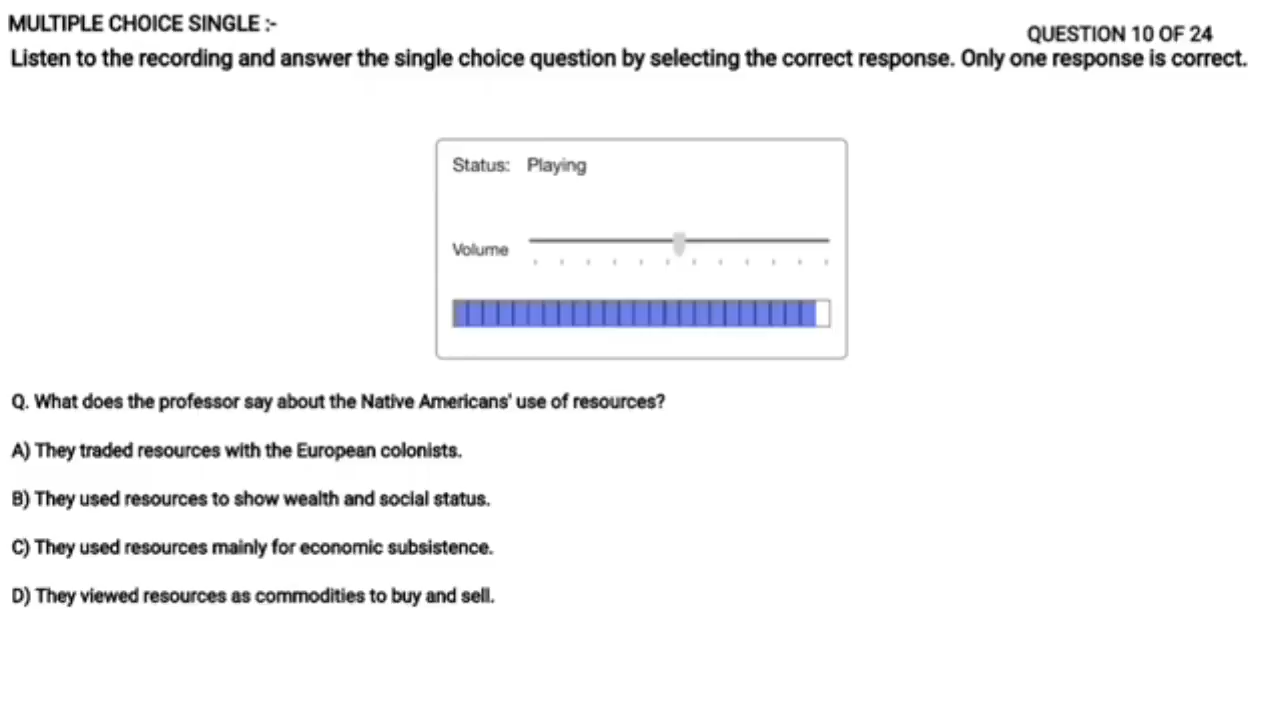 MULTIPLE CHOICE SINGLE :-
QUESTION 10 OF 24
Listen to the recording and answer the single choice question by selecting the correct response. Only one response is correct.
Status: Playing
Volume
Q. What does the professor say about the Native Americans' use of resources?
A) They traded resources with the European colonists.
B) They used resources to show wealth and social status.
C) They used resources mainly for economic subsistence.
D) They viewed resources as commodities to buy and sell.